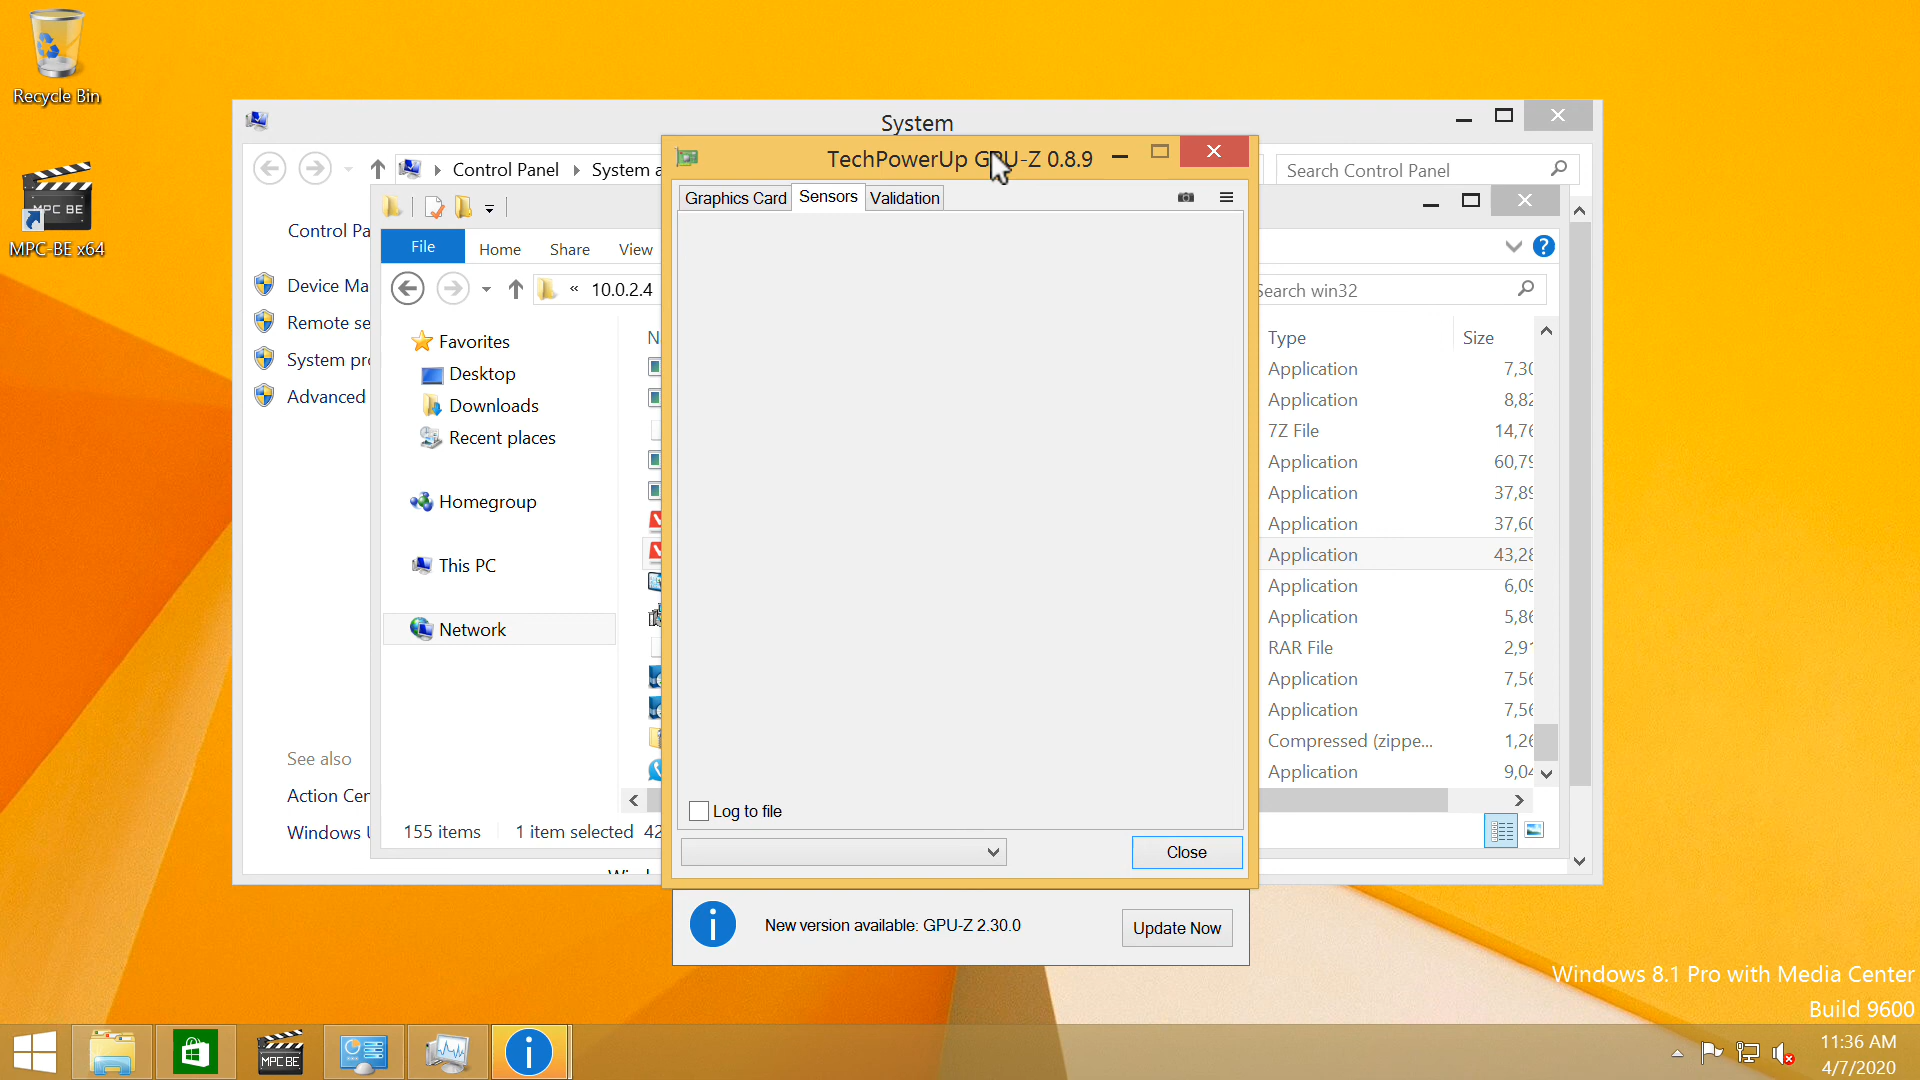 Recycle Bin
MPC BE
MPC-BE x64
System
Control Panel
System a
Search Control Panel
Control Pa
Device Ma
Remote se
System pro
Advanced
See also
Action Cen
Windows U
File
Home
Share
View
« 10.0.2.4
Search win32
Favorites
Desktop
Downloads
Recent places
Homegroup
This PC
Network
Type
Size
Application 7,30
Application 8,82
7Z File 14,76
Application 60,79
Application 37,89
Application 37,60
Application 43,28
Application 6,09
Application 5,86
RAR File 2,91
Application 7,56
Application 7,56
Compressed (zippe... 1,26
Application 9,04
155 items
1 item selected 42
TechPowerUp GPU-Z 0.8.9
Graphics Card
Sensors
Validation
Log to file
Close
New version available: GPU-Z 2.30.0
Update Now
Windows 8.1 Pro with Media Center
Build 9600
MPC BE
11:36 AM
4/7/2020